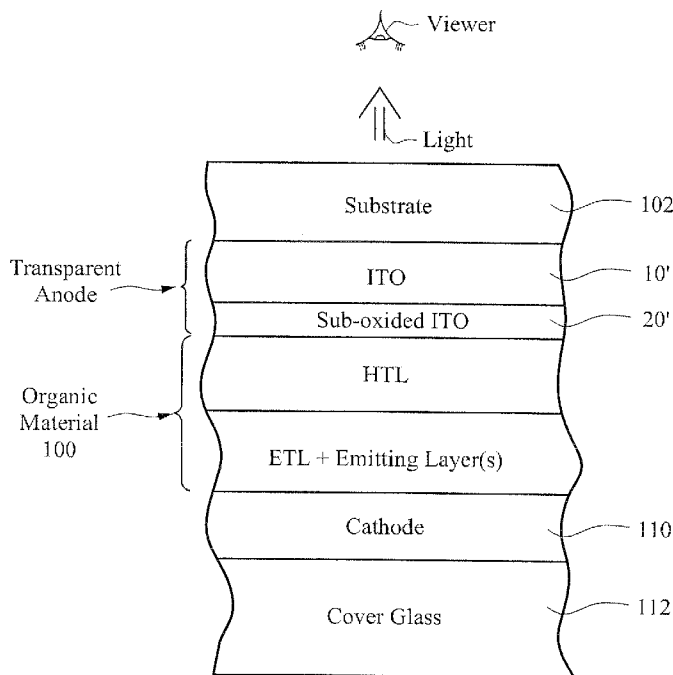 Viewer
Light
Substrate
102
Transparent
Anode
ITO
10'
Sub-oxided ITO
20'
HTL
Organic
Material
100
ETL + Emitting Layer(s)
Cathode
110
Cover Glass
112